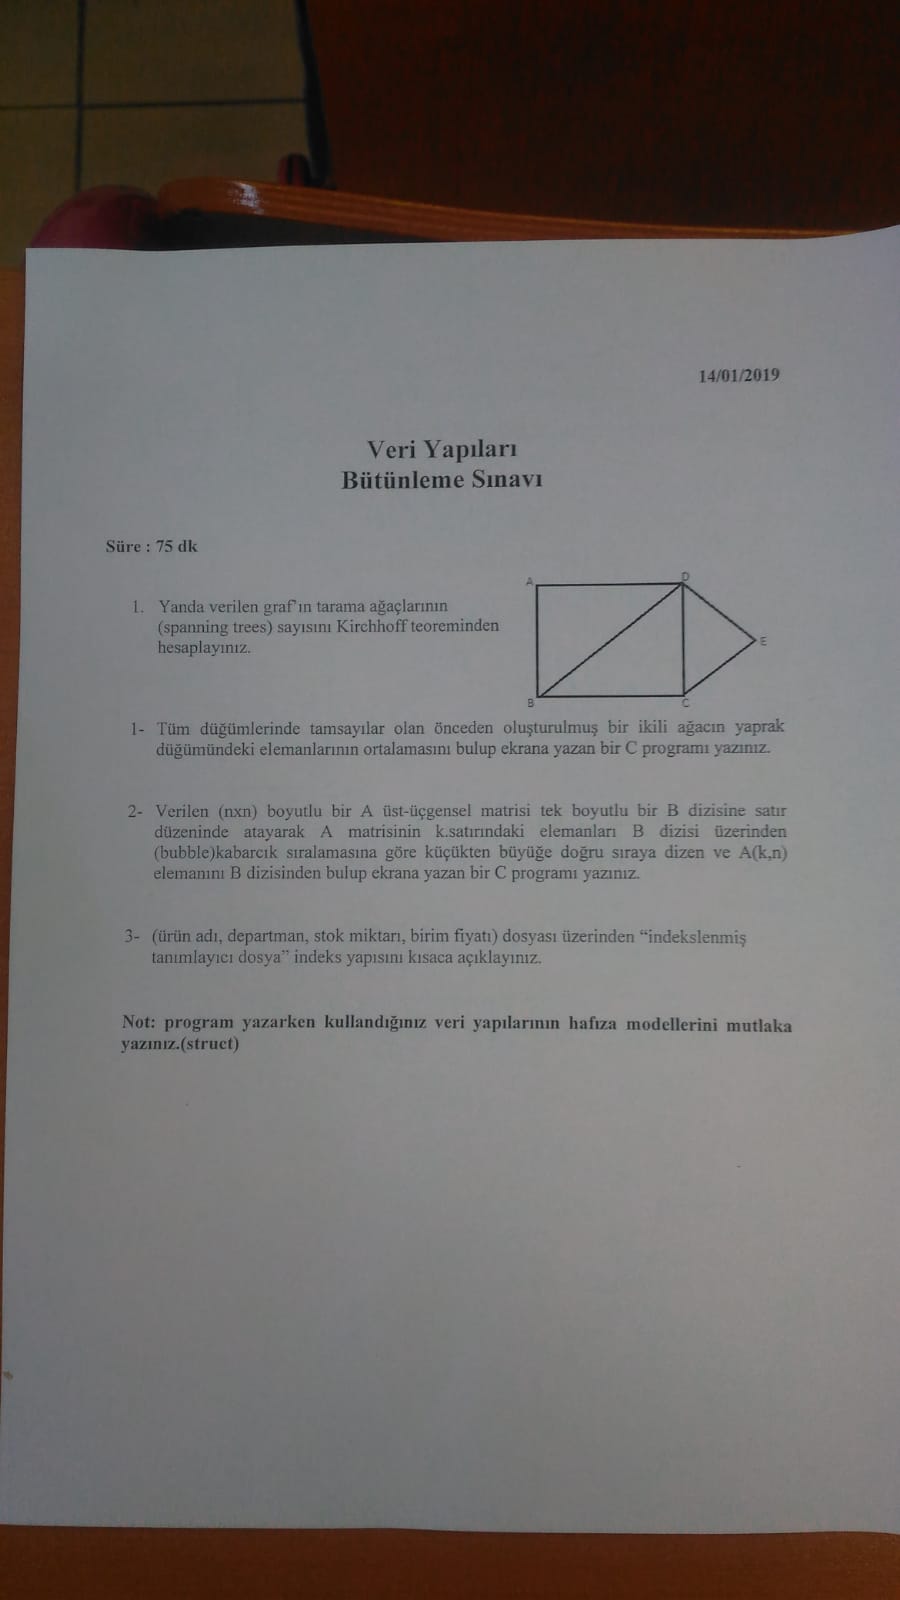 14/01/2019
Veri Yapıları
Bütünleme Sınavı
Süre : 75 dk
1. Yanda verilen graf'ın tarama ağaçlarının
(spanning trees) sayısını Kirchhoff teoreminden
hesaplayınız.
A
D
E
B
C
1- Tüm düğümlerinde tamsayılar olan önceden oluşturulmuş bir ikili ağacın yaprak
düğümündeki elemanlarının ortalamasını bulup ekrana yazan bir C programı yazınız.
2- Verilen (nxn) boyutlu bir A üst-üçgensel matrisi tek boyutlu bir B dizisine satır
düzeninde atayarak A matrisinin k.satırındaki elemanları B dizisi üzerinden
(bubble)kabarcık sıralamasına göre küçükten büyüğe doğru sıraya dizen ve A(k,n)
elemanını B dizisinden bulup ekrana yazan bir C programı yazınız.
3- (ürün adı, departman, stok miktarı, birim fiyatı) dosyası üzerinden “indekslenmiş
tanımlayıcı dosya” indeks yapısını kısaca açıklayınız.
Not: program yazarken kullandığınız veri yapılarının hafıza modellerini mutlaka
yazınız.(struct)